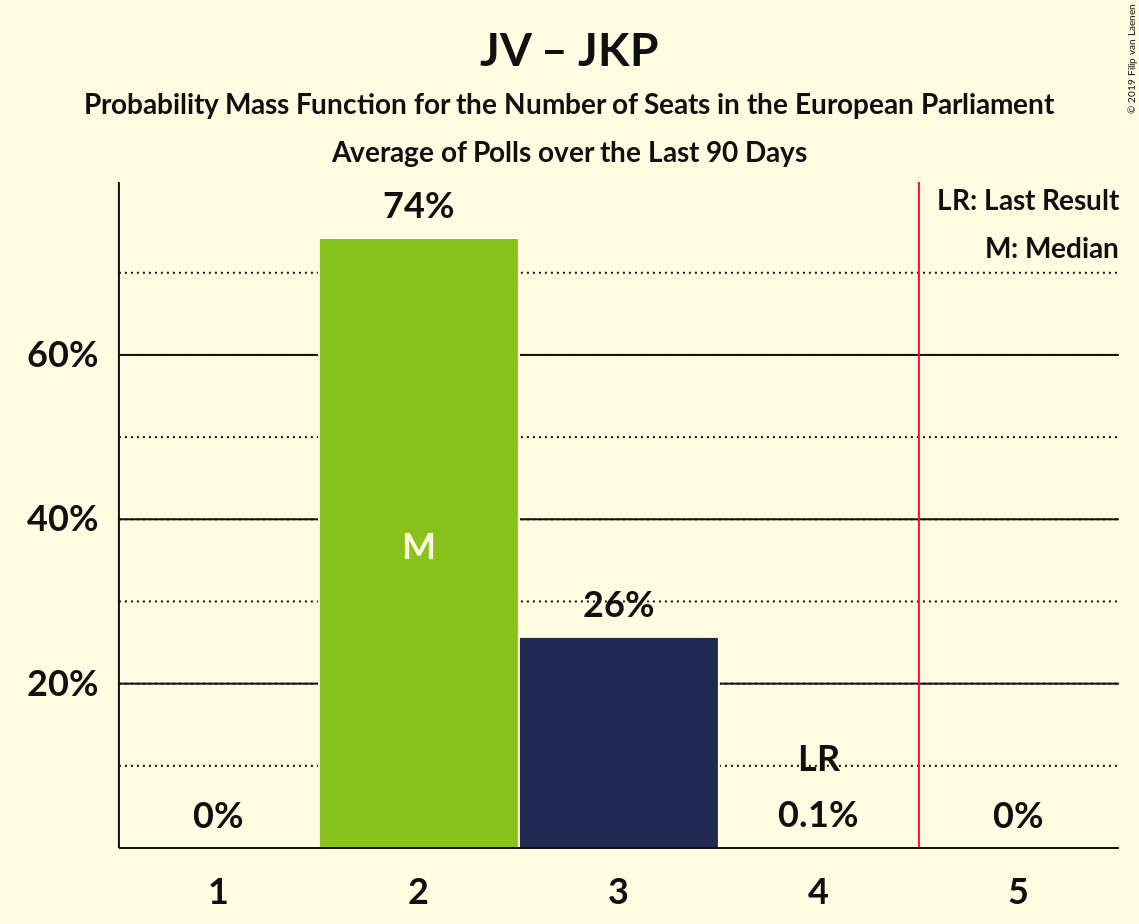 JV – JKP
Probability Mass Function for the Number of Seats in the European Parliament
Average of Polls over the Last 90 Days
© 2019 Filip van Laenen
LR: Last Result
M: Median
74%
60%
40%
20%
M
26%
LR
0%
0.1%
0%
1
2
3
4
5